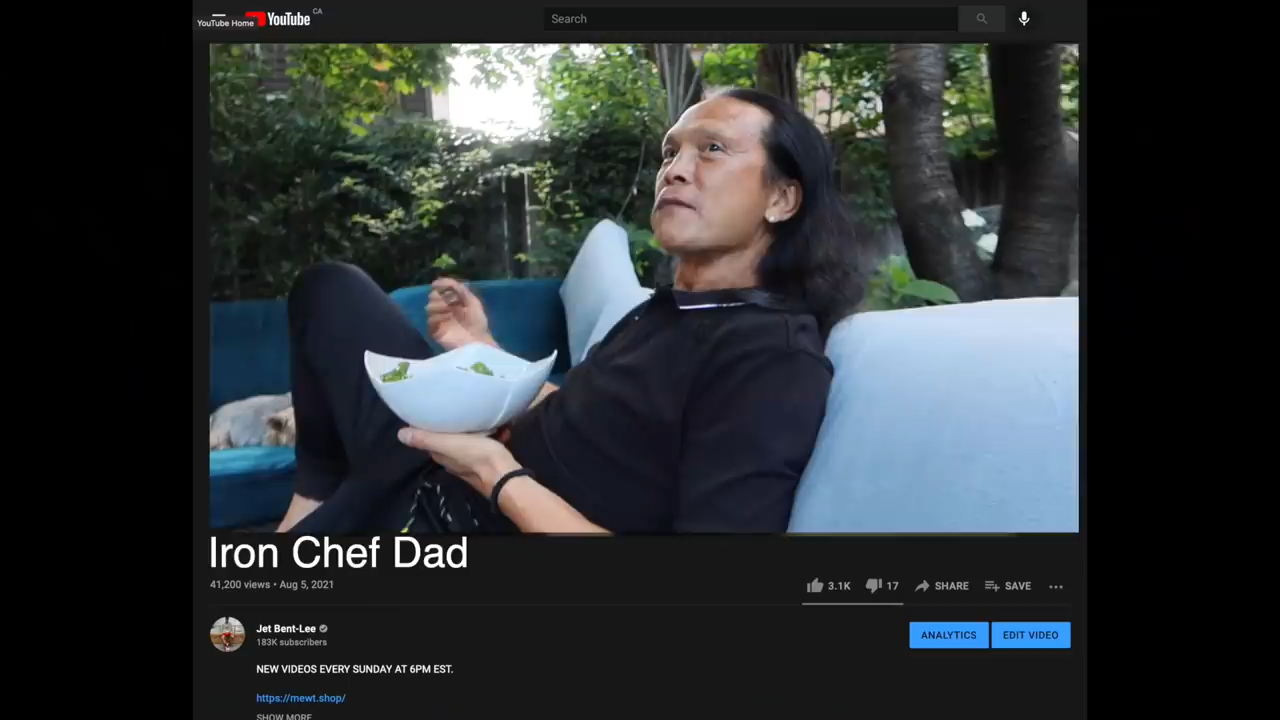 YouTube Home
YouTube CA
Search
Iron Chef Dad
41,200 views • Aug 5, 2021
3.1K 17 SHARE SAVE
Jet Bent-Lee
183K subscribers
ANALYTICS EDIT VIDEO
NEW VIDEOS EVERY SUNDAY AT 6PM EST.
https://mewt.shop/
SHOW MORE